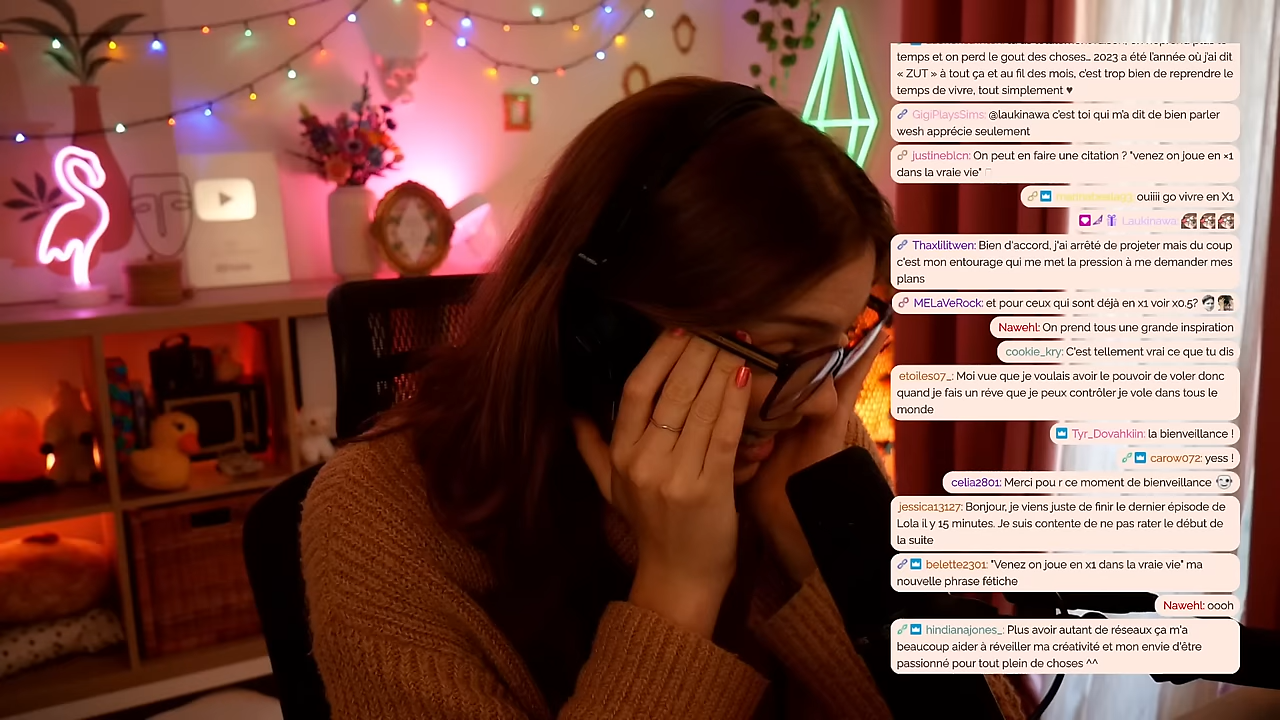 temps et on perd le gout des choses... 2023 a été l'année où j'ai dit
« ZUT » à tout ça et au fil des mois, c'est trop bien de reprendre le
temps de vivre, tout simplement ♥
GigiPlaysSims: @laukinawa c'est toi qui m'a dit de bien parler
wesh apprécie seulement
justineblcn: On peut en faire une citation ? "venez on joue en ×1
dans la vraie vie"
ouiiii go vivre en X1
Laukinawa:
Thaxlilitwen: Bien d'accord, j'ai arrêté de projeter mais du coup
c'est mon entourage qui me met la pression à me demander mes
plans
MELaVeRock: et pour ceux qui sont déjà en x1 voir x0.5?
Nawehl: On prend tous une grande inspiration
cookie_kry: C'est tellement vrai ce que tu dis
etoiles07_: Moi vue que je voulais avoir le pouvoir de voler donc
quand je fais un rêve que je peux contrôler je vole dans tous le
monde
Tyr_Dovahkiin: la bienveillance !
carow072: yess !
celia2801: Merci pou r ce moment de bienveillance
jessica13127: Bonjour, je viens juste de finir le dernier épisode de
Lola il y 15 minutes. Je suis contente de ne pas rater le début de
la suite
belette2301: "Venez on joue en x1 dans la vraie vie" ma
nouvelle phrase fétiche
Nawehl: oooh
hindianajones_: Plus avoir autant de réseaux ça m'a
beaucoup aider à réveiller ma créativité et mon envie d'être
passionné pour tout plein de choses ^^